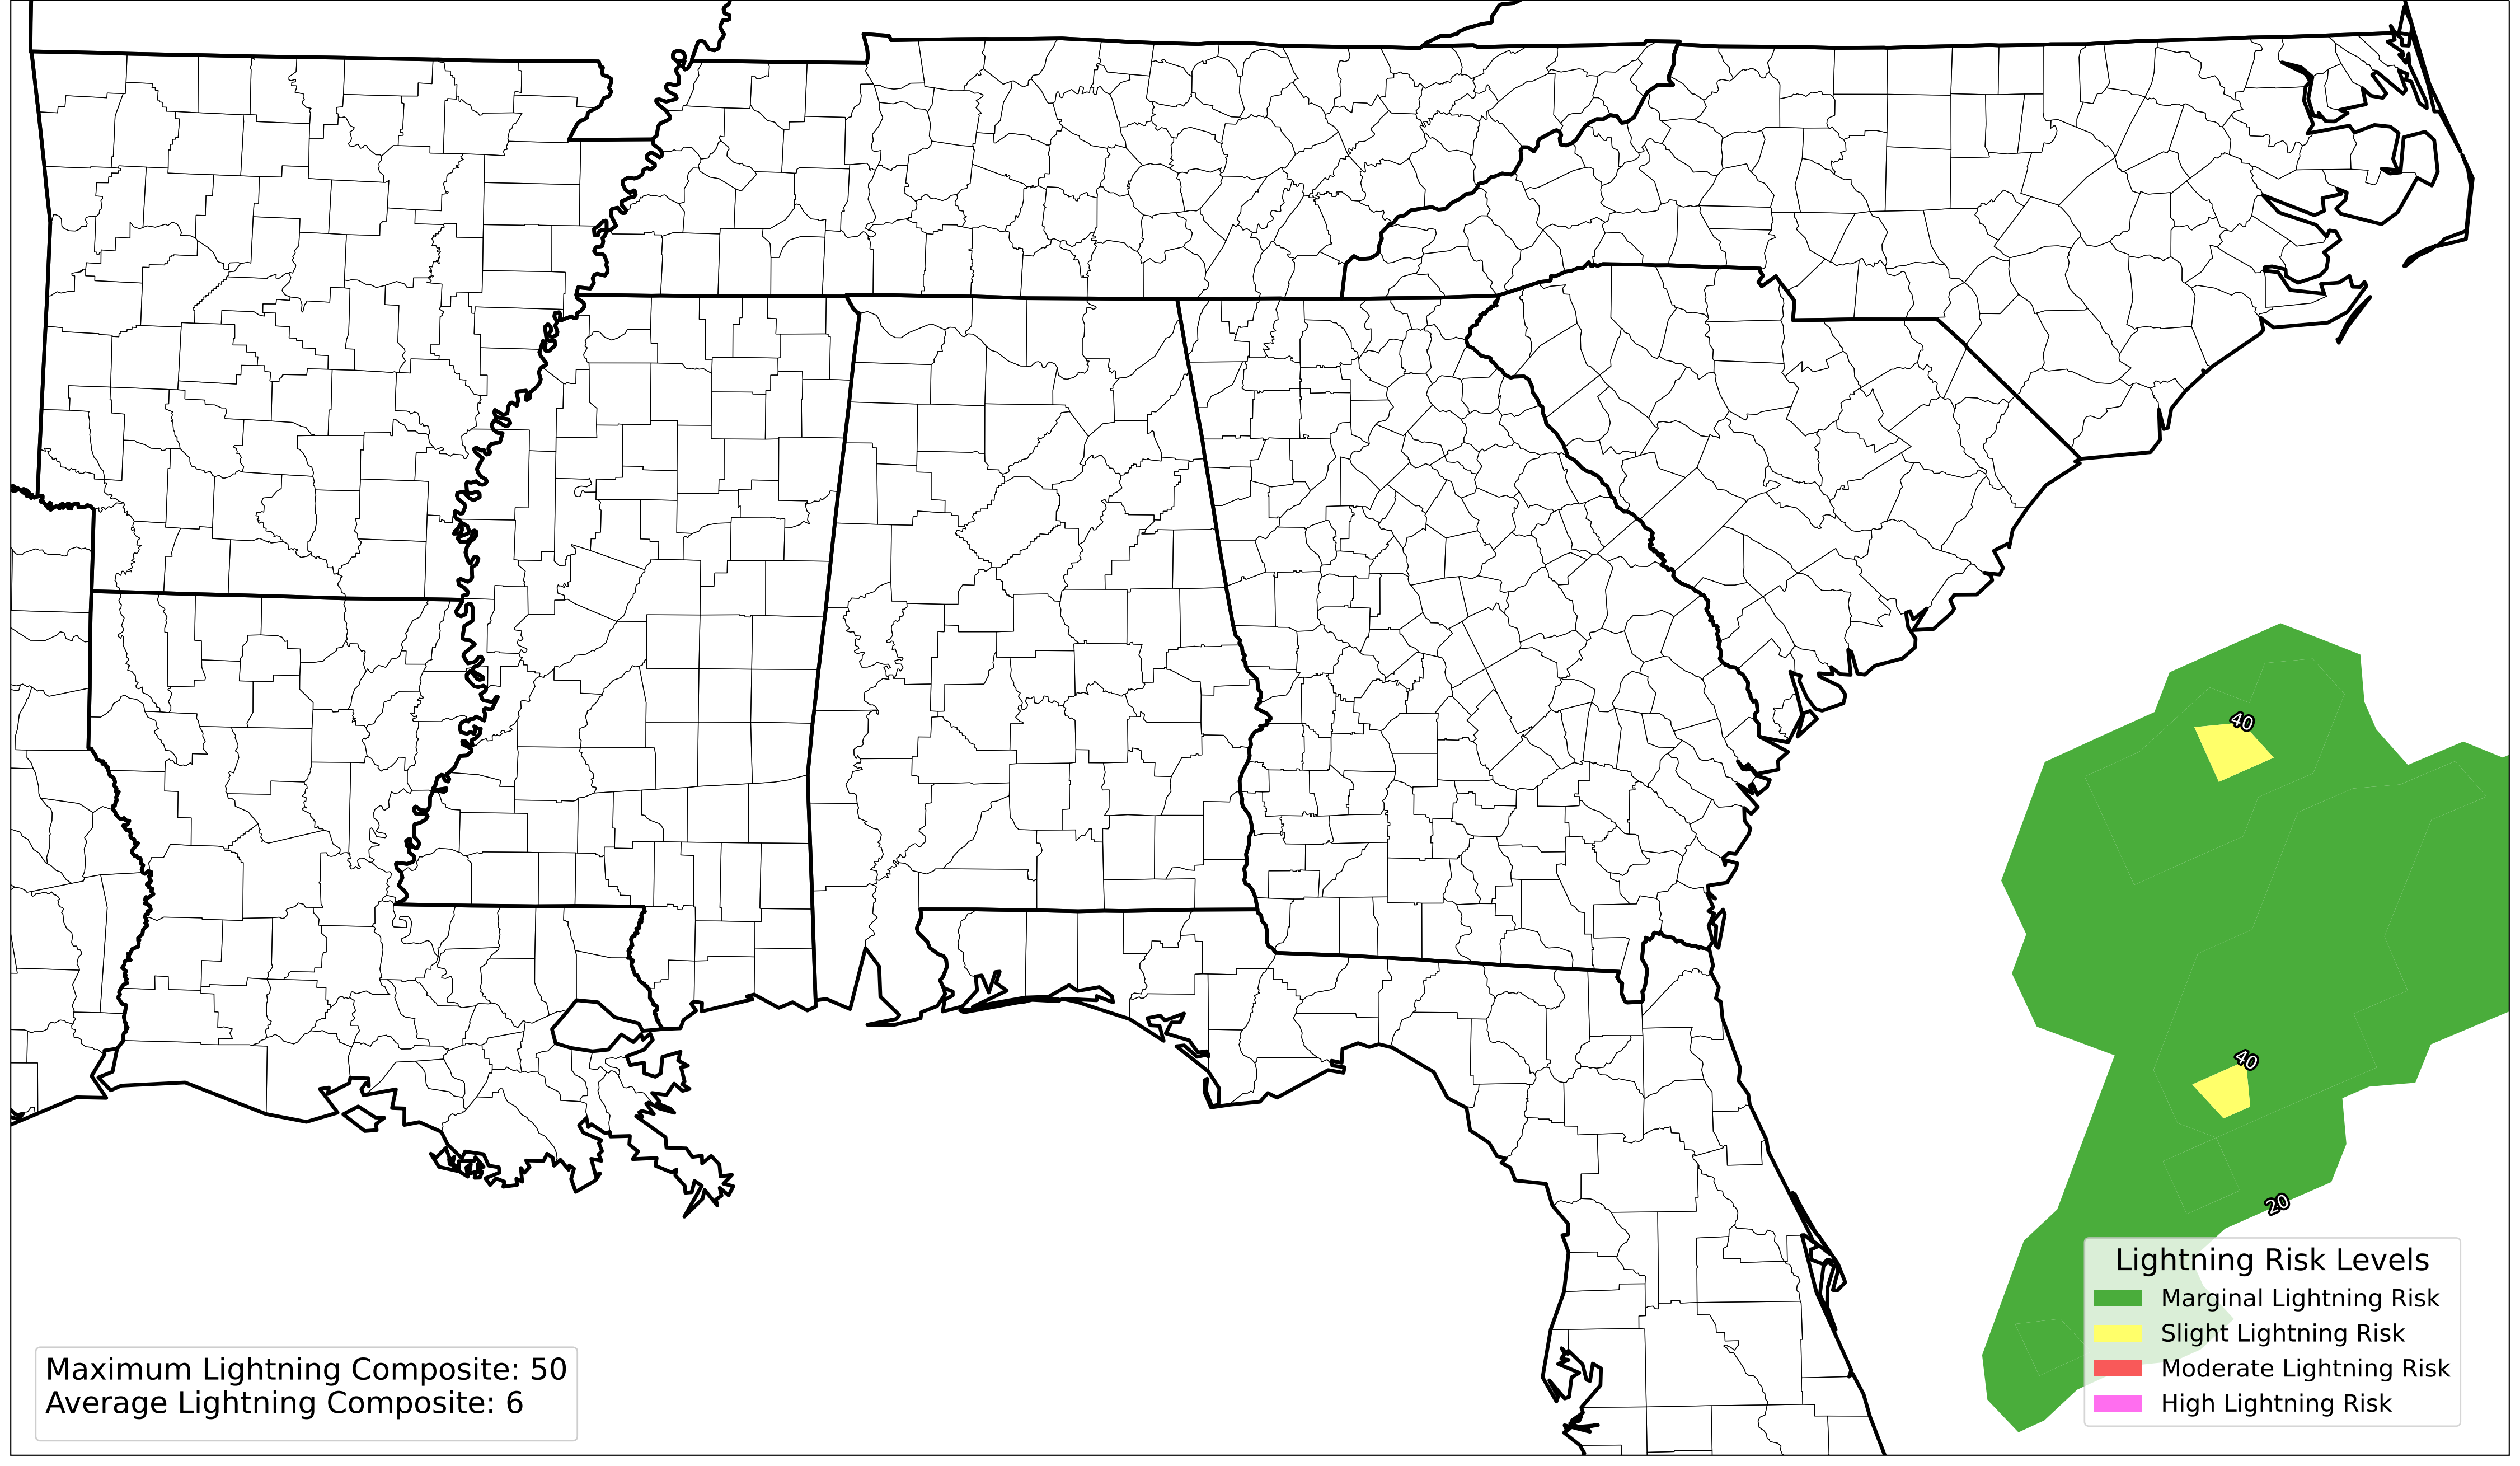 40
40
20
Lightning Risk Levels
Marginal Lightning Risk
Slight Lightning Risk
Moderate Lightning Risk
High Lightning Risk
Maximum Lightning Composite: 50
Average Lightning Composite: 6